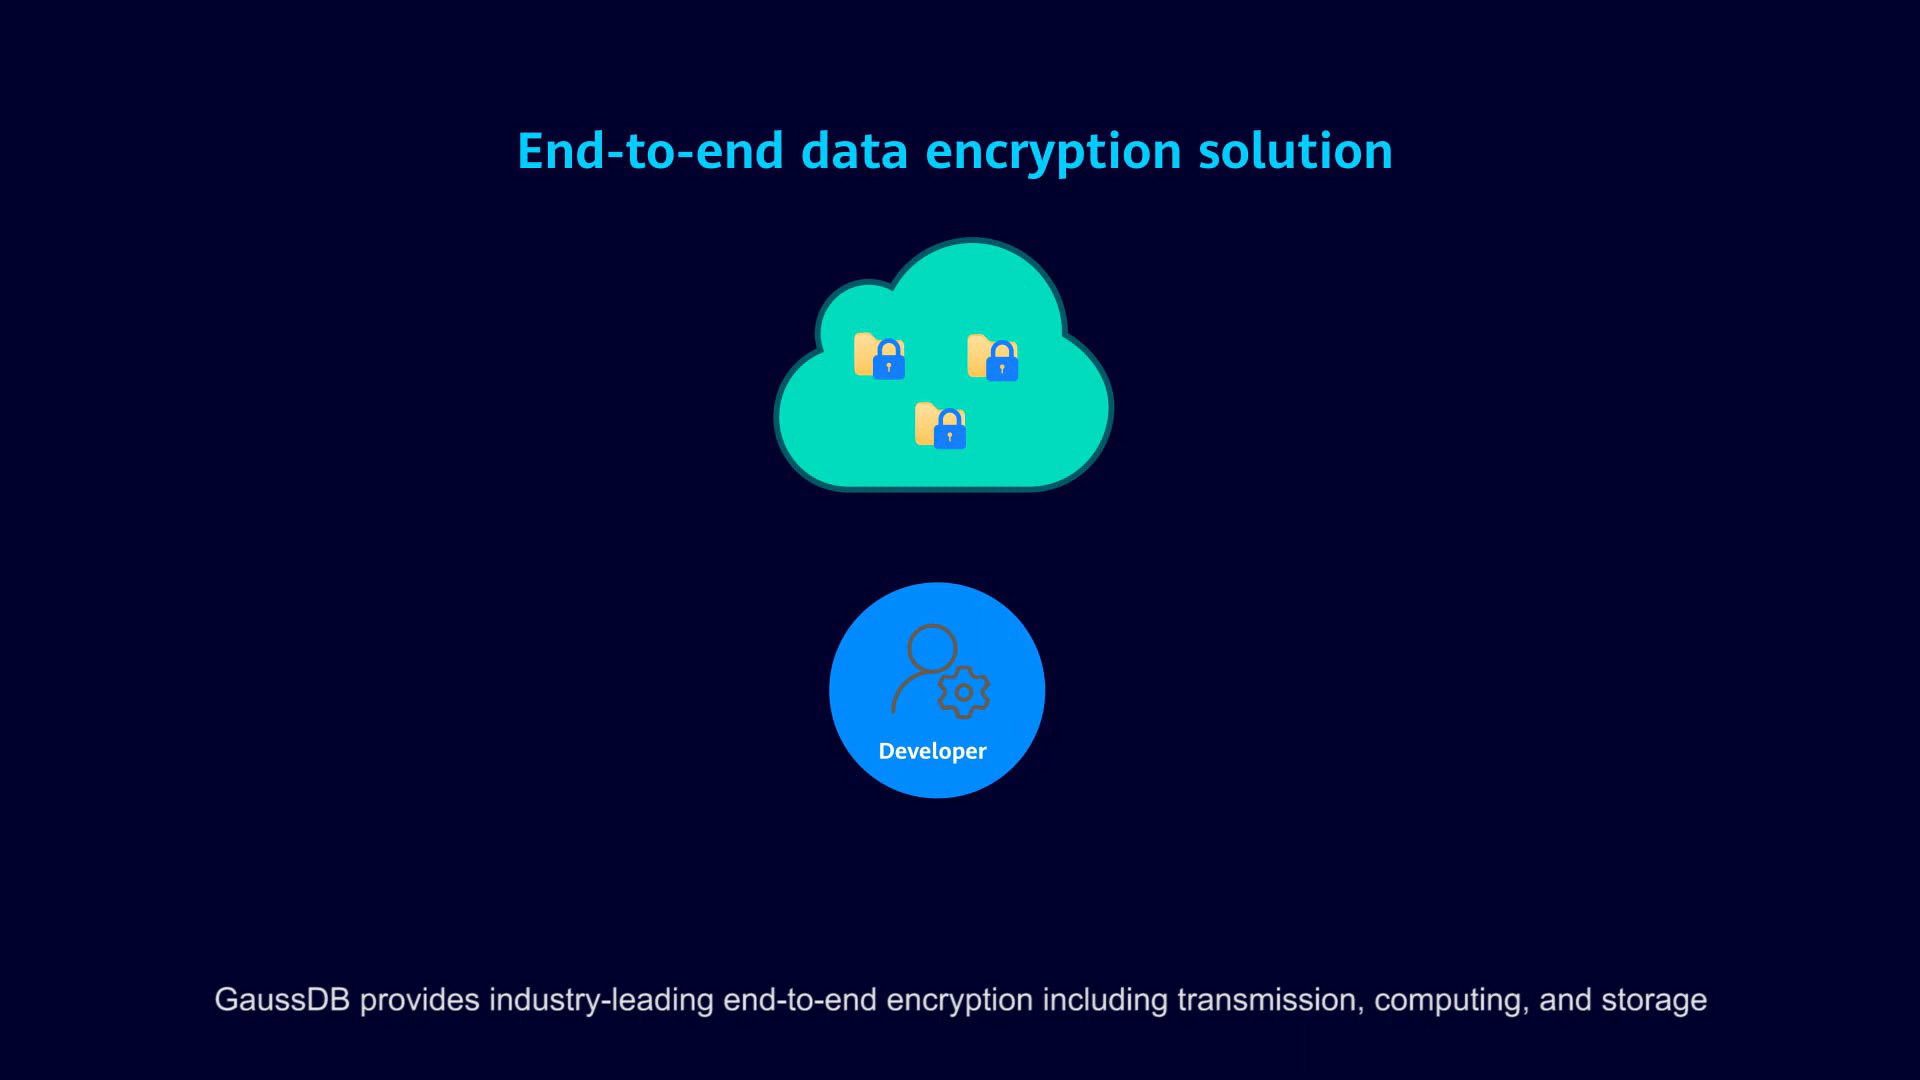 End-to-end data encryption solution
Developer
GaussDB provides industry-leading end-to-end encryption including transmission, computing, and storage